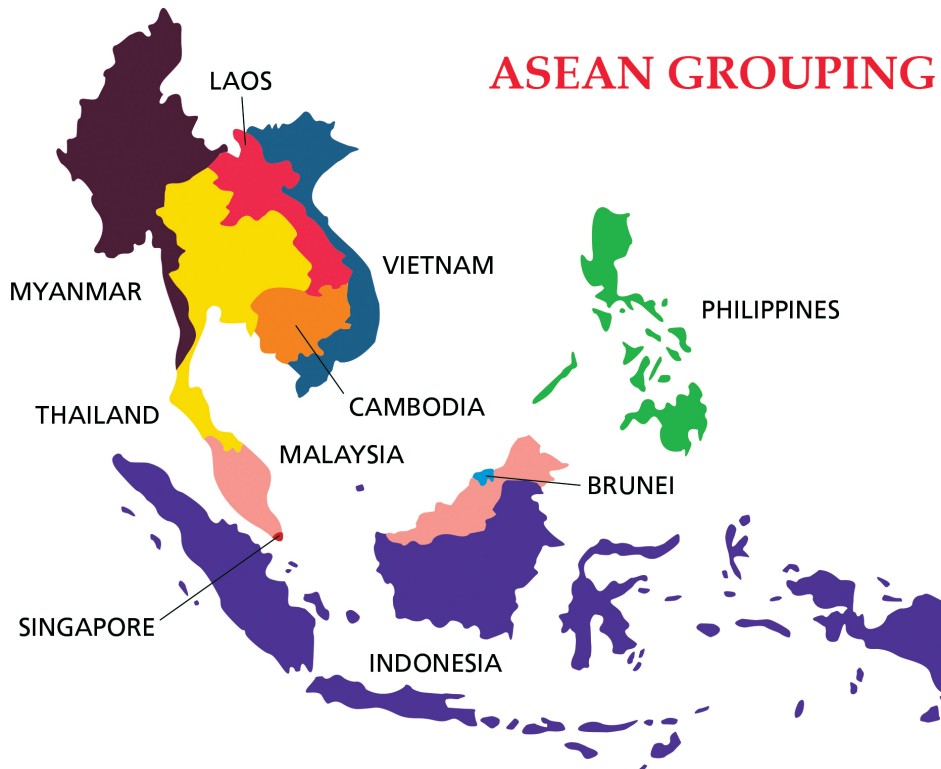 ASEAN GROUPING
LAOS
VIETNAM
MYANMAR
PHILIPPINES
CAMBODIA
THAILAND
MALAYSIA
BRUNEI
SINGAPORE
INDONESIA